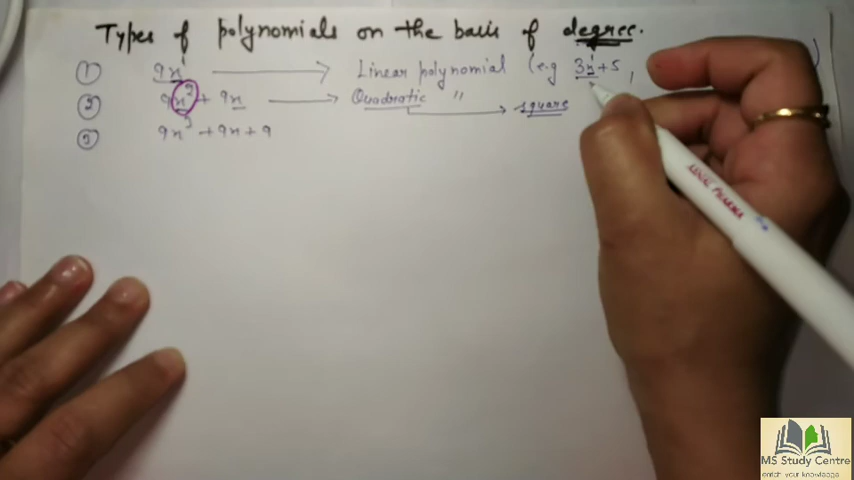 Types of polynomials on the basis of degree.
① 9x¹ → Linear polynomial (e.g 3x¹+5,
② 9x² + 9x → Quadratic " → square
③ 9x³ + 9x + 9
)
MS Study Centre
enrich your knowledge